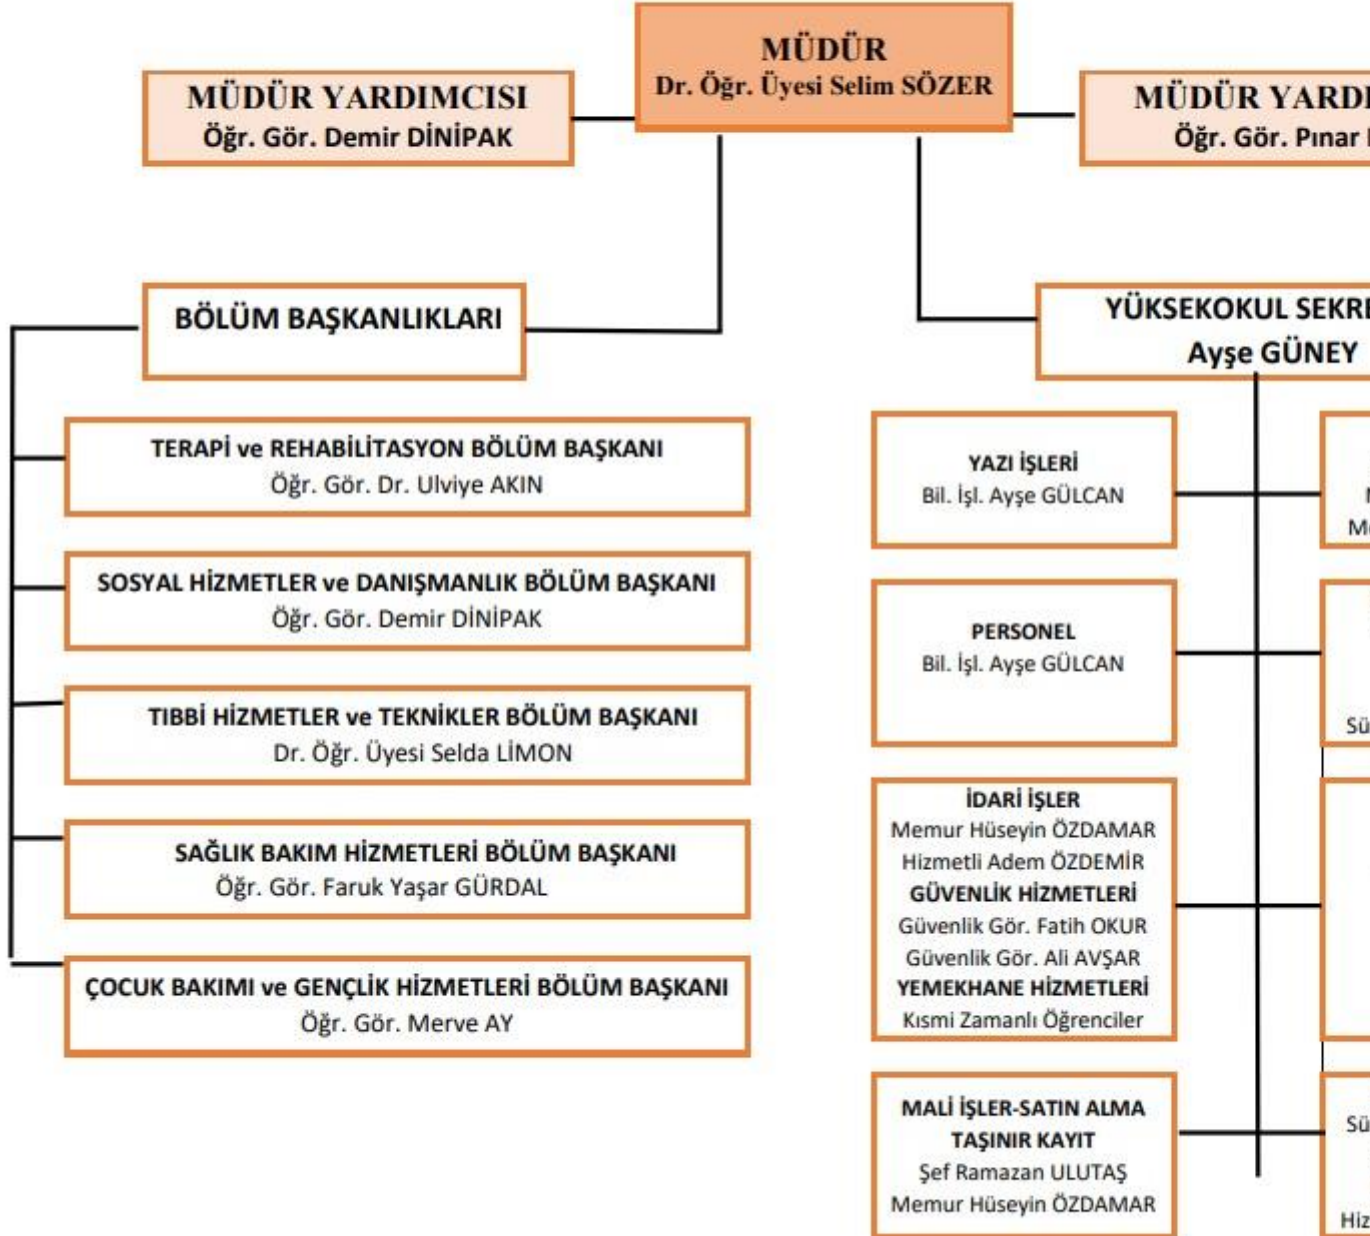 MÜDÜR
Dr. Öğr. Üyesi Selim SÖZER
MÜDÜR YARDIMCISI
Öğr. Gör. Demir DİNİPAK
MÜDÜR
Öğr. Gör. Pınar
BÖLÜM BAŞKANLIKLARI
TERAPİ ve REHABİLİTASYON BÖLÜM BAŞKANI
Öğr. Gör. Dr. Ulviye AKIN
SOSYAL HİZMETLER ve DANIŞMANLIK BÖLÜM BAŞKANI
Öğr. Gör. Demir DİNİPAK
TIBBİ HİZMETLER ve TEKNİKLER BÖLÜM BAŞKANI
Dr. Öğr. Üyesi Selda LİMON
SAĞLIK BAKIM HİZMETLERİ BÖLÜM BAŞKANI
Öğr. Gör. Faruk Yaşar GÜRDAL
ÇOCUK BAKIMI ve GENÇLİK HİZMETLERİ BÖLÜM BAŞKANI
Öğr. Gör. Merve AY
YÜKSEKOKUL
Ayşe GÜNEY
YAZI İŞLERİ
Bil. İşl. Ayşe GÜLCAN
PERSONEL
Bil. İşl. Ayşe GÜLCAN
İDARİ İŞLER
Memur Hüseyin ÖZDAMAR
Hizmetli Adem ÖZDEMİR
GÜVENLİK HİZMETLERİ
Güvenlik Gör. Fatih OKUR
Güvenlik Gör. Ali AVŞAR
YEMEKHANE HİZMETLERİ
Kısmi Zamanlı Öğrenciler
MALİ İŞLER-SATIN ALMA
TAŞINIR KAYIT
Şef Ramazan ULUTAŞ
Memur Hüseyin ÖZDAMAR